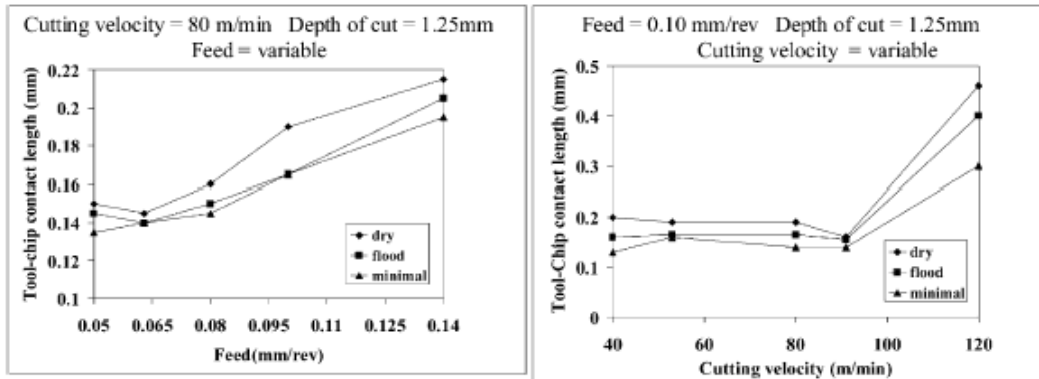 Cutting velocity = 80 m/min Depth of cut = 1.25mm
Feed = variable
Tool-chip contact length (mm)
0.22
0.2
0.18
0.16
0.14
0.12
0.1
dry
flood
minimal
0.05 0.065 0.08 0.095 0.11 0.125 0.14
Feed(mm/rev)
Feed = 0.10 mm/rev Depth of cut = 1.25mm
Cutting velocity = variable
Tool-Chip contact length(mm)
0.5
0.4
0.3
0.2
0.1
0
dry
flood
minimal
40 60 80 100 120
Cutting velocity (m/min)